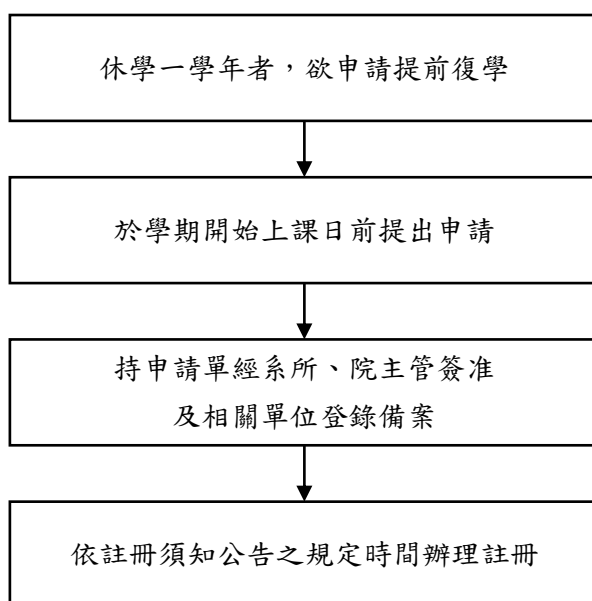 休學一學年者，欲申請提前復學
於學期開始上課日前提出申請
持申請單經系所、院主管簽准
及相關單位登錄備案
依註冊須知公告之規定時間辦理註冊